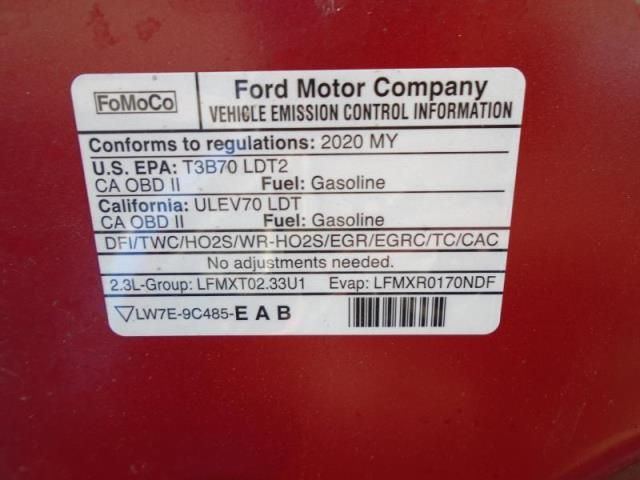 FoMoCo
Ford Motor Company
VEHICLE EMISSION CONTROL INFORMATION
Conforms to regulations: 2020 MY
U.S. EPA: T3B70 LDT2
CA OBD II Fuel: Gasoline
California: ULEV70 LDT
CA OBD II Fuel: Gasoline
DFI/TWC/HO2S/WR-HO2S/EGR/EGRC/TC/CAC
No adjustments needed.
2.3L-Group: LFMXT02.33U1 Evap: LFMXR0170NDF
LW7E-9C485-E A B